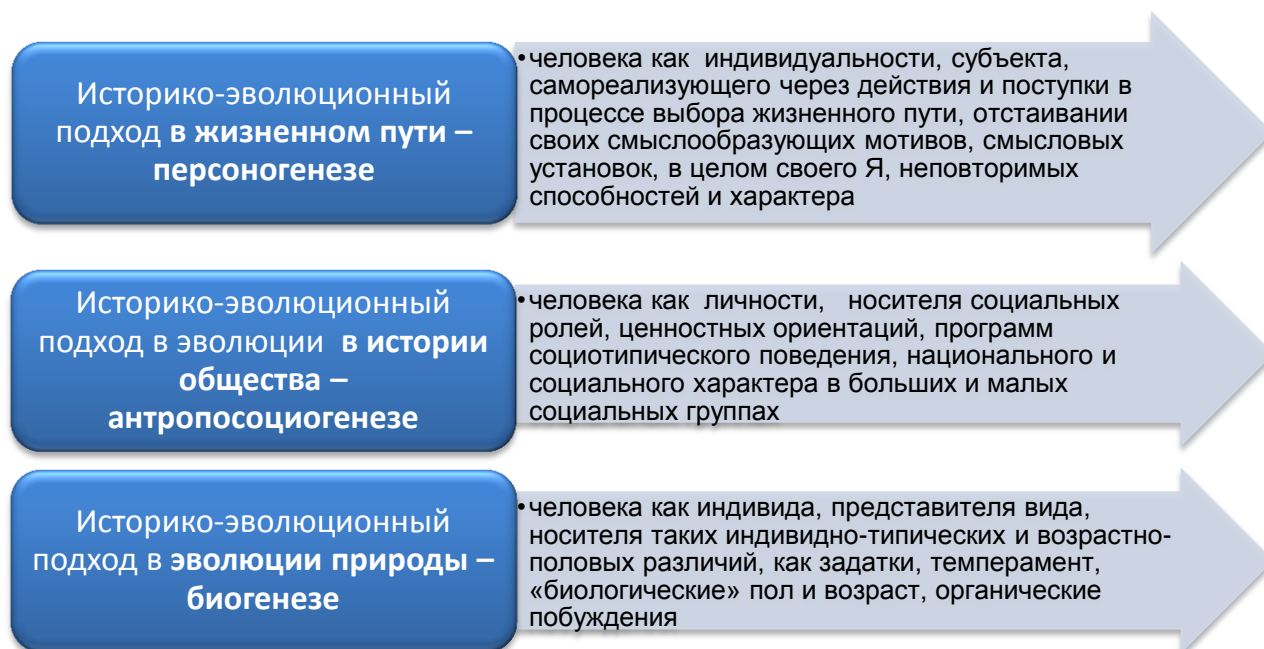 Историко-эволюционный
подход в жизненном пути –
персоногенезе
•человека как индивидуальности, субъекта,
самореализующего через действия и поступки в
процессе выбора жизненного пути, отстаивании
своих смыслообразующих мотивов, смысловых
установок, в целом своего Я, неповторимых
способностей и характера
Историко-эволюционный
подход в эволюции в истории
общества –
антропосоциогенезе
•человека как личности, носителя социальных
ролей, ценностных ориентаций, программ
социотипического поведения, национального и
социального характера в больших и малых
социальных группах
Историко-эволюционный
подход в эволюции природы –
биогенезе
•человека как индивида, представителя вида,
носителя таких индивидно-типических и возрастно-
половых различий, как задатки, темперамент,
«биологические» пол и возраст, органические
побуждения